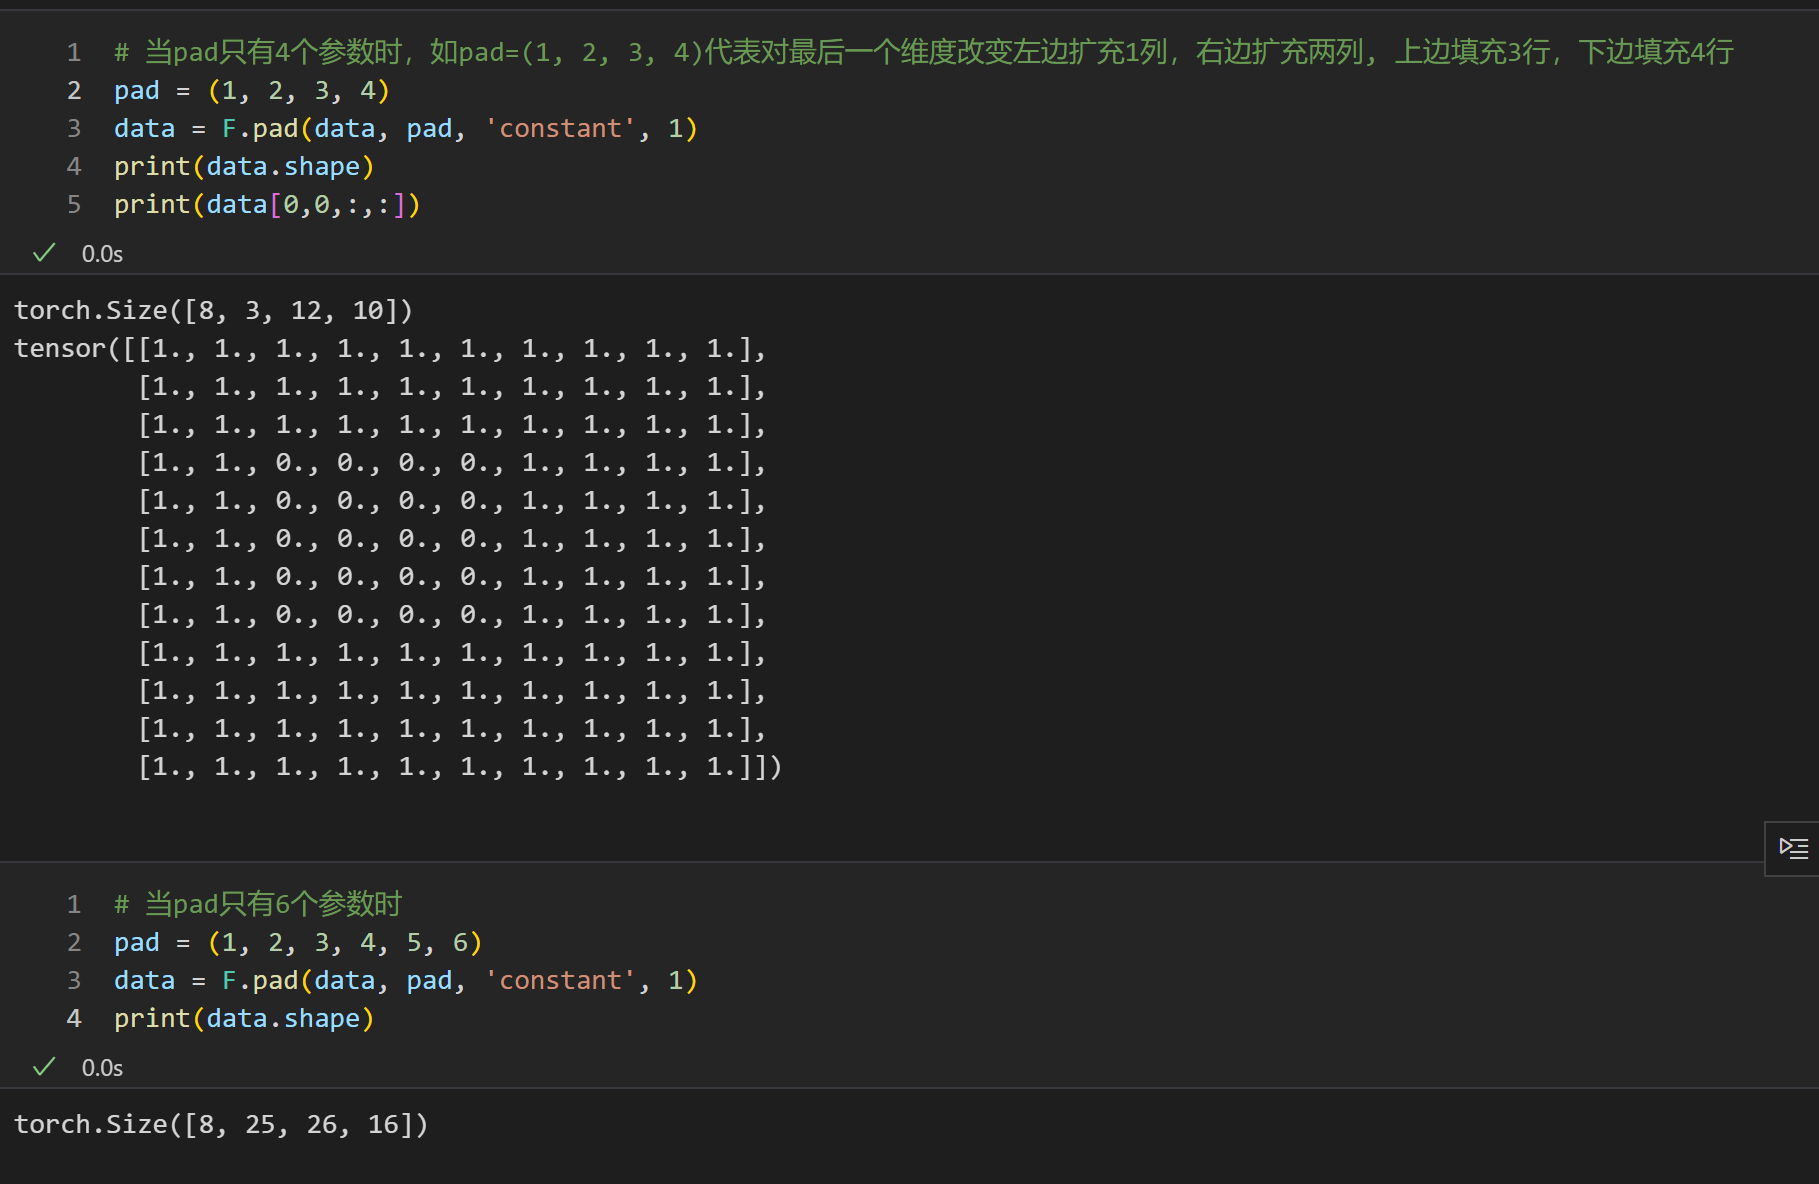 1 # 当pad只有4个参数时，如pad=(1, 2, 3, 4)代表对最后一个维度改变左边扩充1列，右边扩充两列, 上边填充3行，下边填充4行
2 pad = (1, 2, 3, 4)
3 data = F.pad(data, pad, 'constant', 1)
4 print(data.shape)
5 print(data[0,0,:,:])
0.0s
torch.Size([8, 3, 12, 10])
tensor([[1., 1., 1., 1., 1., 1., 1., 1., 1., 1.],
[1., 1., 1., 1., 1., 1., 1., 1., 1., 1.],
[1., 1., 1., 1., 1., 1., 1., 1., 1., 1.],
[1., 1., 0., 0., 0., 0., 1., 1., 1., 1.],
[1., 1., 0., 0., 0., 0., 1., 1., 1., 1.],
[1., 1., 0., 0., 0., 0., 1., 1., 1., 1.],
[1., 1., 0., 0., 0., 0., 1., 1., 1., 1.],
[1., 1., 0., 0., 0., 0., 1., 1., 1., 1.],
[1., 1., 1., 1., 1., 1., 1., 1., 1., 1.],
[1., 1., 1., 1., 1., 1., 1., 1., 1., 1.],
[1., 1., 1., 1., 1., 1., 1., 1., 1., 1.],
[1., 1., 1., 1., 1., 1., 1., 1., 1., 1.]])
1 # 当pad只有6个参数时
2 pad = (1, 2, 3, 4, 5, 6)
3 data = F.pad(data, pad, 'constant', 1)
4 print(data.shape)
0.0s
torch.Size([8, 25, 26, 16])